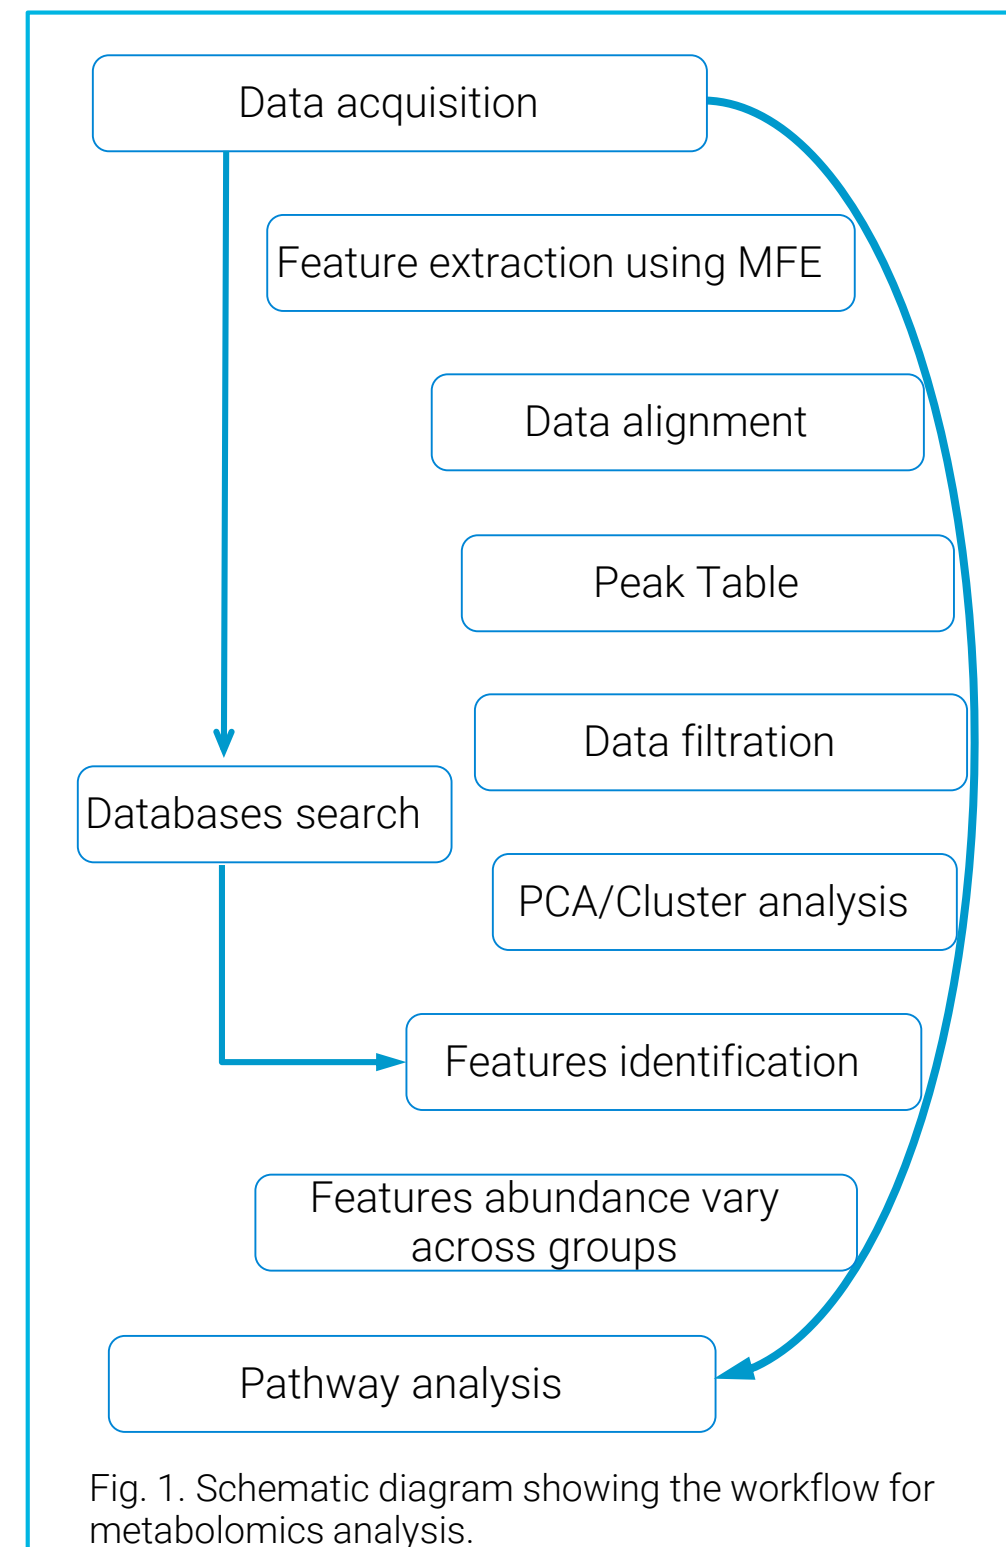 Data acquisition
Feature extraction using MFE
Data alignment
Peak Table
Data filtration
Databases search
PCA/Cluster analysis
Features identification
Features abundance vary
across groups
Pathway analysis
Fig. 1. Schematic diagram showing the workflow for
metabolomics analysis.